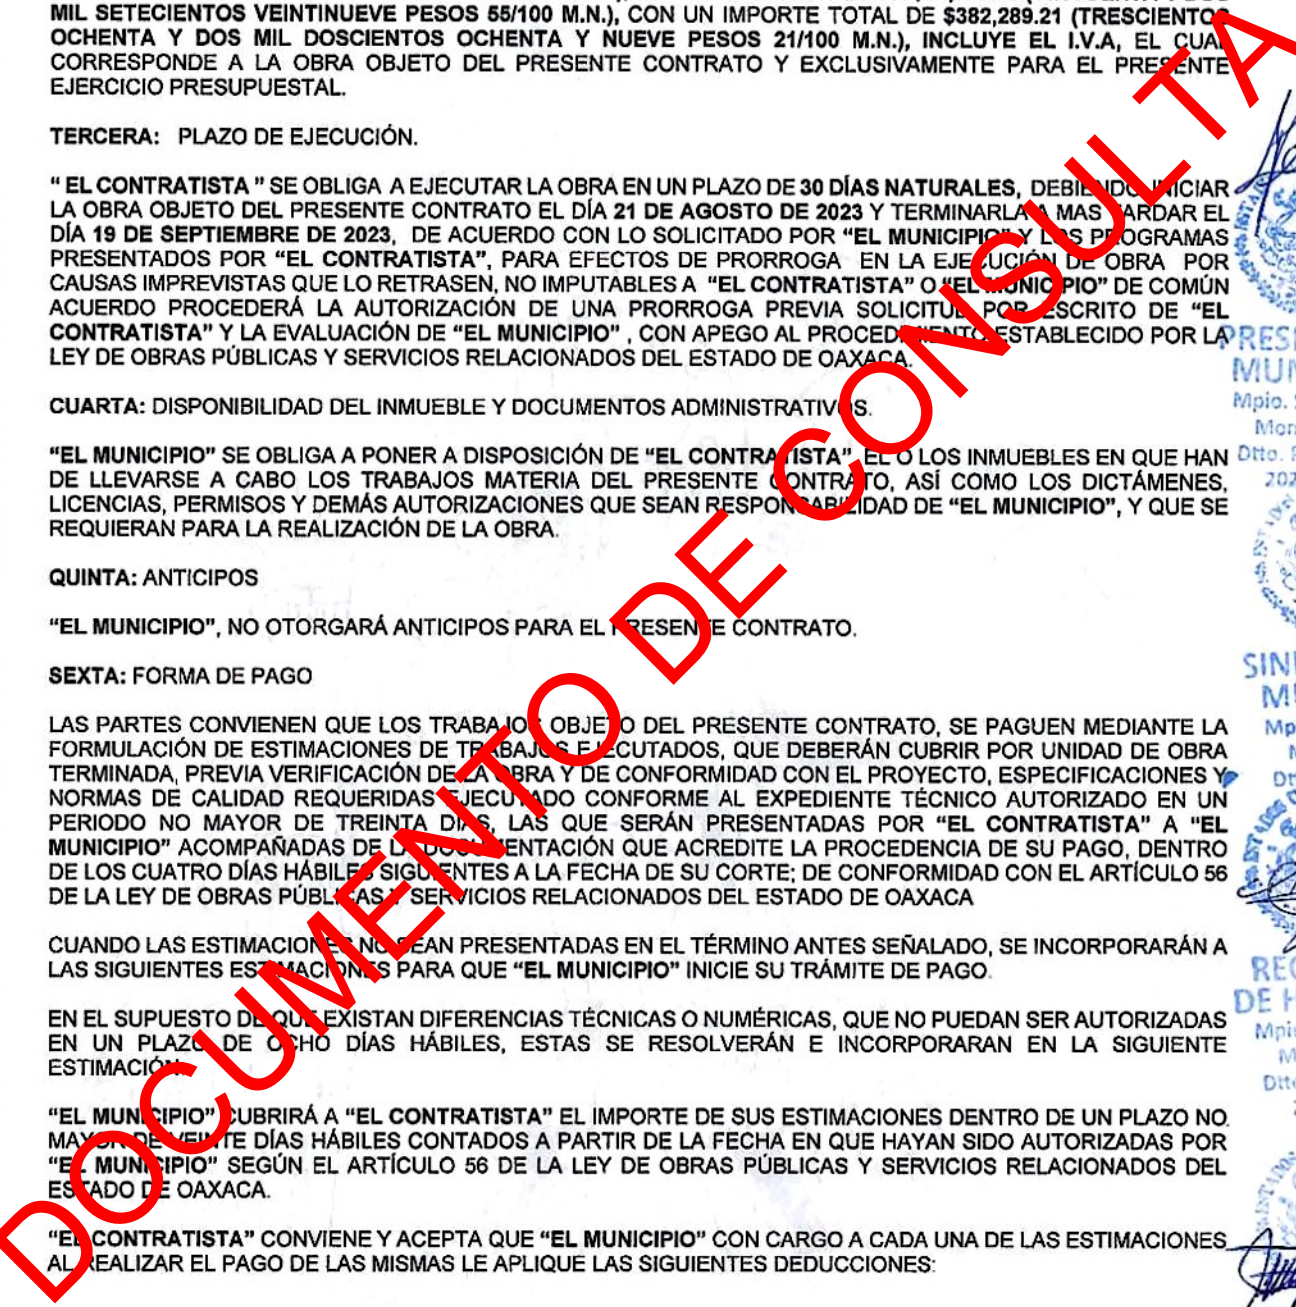 MIL SETECIENTOS VEINTINUEVE PESOS 55/100 M.N.), CON UN IMPORTE TOTAL DE $382,289.21 (TRESCIENTOS
OCHENTA Y DOS MIL DOSCIENTOS OCHENTA Y NUEVE PESOS 21/100 M.N.), INCLUYE EL I.V.A, EL CUAL
CORRESPONDE A LA OBRA OBJETO DEL PRESENTE CONTRATO Y EXCLUSIVAMENTE PARA EL PRESENTE
EJERCICIO PRESUPUESTAL.
TERCERA: PLAZO DE EJECUCIÓN.
" EL CONTRATISTA " SE OBLIGA A EJECUTAR LA OBRA EN UN PLAZO DE 30 DÍAS NATURALES, DEBIENDO INICIAR
LA OBRA OBJETO DEL PRESENTE CONTRATO EL DÍA 21 DE AGOSTO DE 2023 Y TERMINARLA A MAS TARDAR EL
DÍA 19 DE SEPTIEMBRE DE 2023, DE ACUERDO CON LO SOLICITADO POR "EL MUNICIPIO" Y LOS PROGRAMAS
PRESENTADOS POR "EL CONTRATISTA", PARA EFECTOS DE PRORROGA EN LA EJECUCIÓN DE OBRA POR
CAUSAS IMPREVISTAS QUE LO RETRASEN, NO IMPUTABLES A "EL CONTRATISTA" O "EL MUNICIPIO" DE COMÚN
ACUERDO PROCEDERÁ LA AUTORIZACIÓN DE UNA PRORROGA PREVIA SOLICITUD POR ESCRITO DE "EL
CONTRATISTA" Y LA EVALUACIÓN DE "EL MUNICIPIO" , CON APEGO AL PROCEDIMIENTO ESTABLECIDO POR LA
LEY DE OBRAS PÚBLICAS Y SERVICIOS RELACIONADOS DEL ESTADO DE OAXACA.
CUARTA: DISPONIBILIDAD DEL INMUEBLE Y DOCUMENTOS ADMINISTRATIVOS.
"EL MUNICIPIO" SE OBLIGA A PONER A DISPOSICIÓN DE "EL CONTRATISTA", EL O LOS INMUEBLES EN QUE HAN
DE LLEVARSE A CABO LOS TRABAJOS MATERIA DEL PRESENTE CONTRATO, ASÍ COMO LOS DICTÁMENES,
LICENCIAS, PERMISOS Y DEMÁS AUTORIZACIONES QUE SEAN RESPONSABILIDAD DE "EL MUNICIPIO", Y QUE SE
REQUIERAN PARA LA REALIZACIÓN DE LA OBRA.
QUINTA: ANTICIPOS
"EL MUNICIPIO", NO OTORGARÁ ANTICIPOS PARA EL PRESENTE CONTRATO.
SEXTA: FORMA DE PAGO
LAS PARTES CONVIENEN QUE LOS TRABAJOS OBJETO DEL PRESENTE CONTRATO, SE PAGUEN MEDIANTE LA
FORMULACIÓN DE ESTIMACIONES DE TRABAJOS EJECUTADOS, QUE DEBERÁN CUBRIR POR UNIDAD DE OBRA
TERMINADA, PREVIA VERIFICACIÓN DE LA OBRA Y DE CONFORMIDAD CON EL PROYECTO, ESPECIFICACIONES Y
NORMAS DE CALIDAD REQUERIDAS EJECUTADO CONFORME AL EXPEDIENTE TÉCNICO AUTORIZADO EN UN
PERIODO NO MAYOR DE TREINTA DÍAS, LAS QUE SERÁN PRESENTADAS POR "EL CONTRATISTA" A "EL
MUNICIPIO" ACOMPAÑADAS DE LA DOCUMENTACIÓN QUE ACREDITE LA PROCEDENCIA DE SU PAGO, DENTRO
DE LOS CUATRO DÍAS HÁBILES SIGUIENTES A LA FECHA DE SU CORTE; DE CONFORMIDAD CON EL ARTÍCULO 56
DE LA LEY DE OBRAS PÚBLICAS Y SERVICIOS RELACIONADOS DEL ESTADO DE OAXACA
CUANDO LAS ESTIMACIONES NO SEAN PRESENTADAS EN EL TÉRMINO ANTES SEÑALADO, SE INCORPORARÁN A
LAS SIGUIENTES ESTIMACIONES PARA QUE "EL MUNICIPIO" INICIE SU TRÁMITE DE PAGO.
EN EL SUPUESTO DE QUE EXISTAN DIFERENCIAS TÉCNICAS O NUMÉRICAS, QUE NO PUEDAN SER AUTORIZADAS
EN UN PLAZO DE OCHO DÍAS HÁBILES, ESTAS SE RESOLVERÁN E INCORPORARAN EN LA SIGUIENTE
ESTIMACIÓN.
"EL MUNICIPIO" CUBRIRÁ A "EL CONTRATISTA" EL IMPORTE DE SUS ESTIMACIONES DENTRO DE UN PLAZO NO
MAYOR DE VEINTE DÍAS HÁBILES CONTADOS A PARTIR DE LA FECHA EN QUE HAYAN SIDO AUTORIZADAS POR
"EL MUNICIPIO" SEGÚN EL ARTÍCULO 56 DE LA LEY DE OBRAS PÚBLICAS Y SERVICIOS RELACIONADOS DEL
ESTADO DE OAXACA.
"EL CONTRATISTA" CONVIENE Y ACEPTA QUE "EL MUNICIPIO" CON CARGO A CADA UNA DE LAS ESTIMACIONES
AL REALIZAR EL PAGO DE LAS MISMAS LE APLIQUE LAS SIGUIENTES DEDUCCIONES:
DOCUMENTO DE CONSULTA
Mpio.
Dtto.
DE